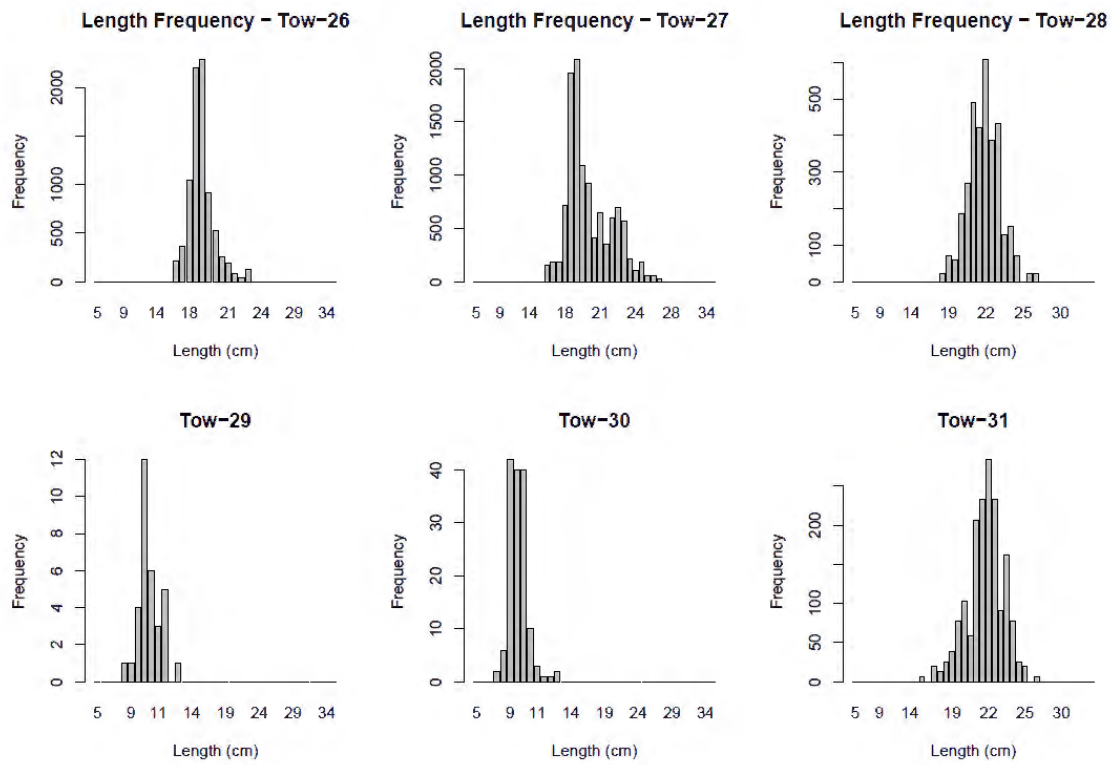 Length Frequency − Tow−26
Frequency
0
500
1000
2000
5 9 14 18 21 24 29 34
Length (cm)
Length Frequency − Tow−27
Frequency
0
500
1000
1500
2000
5 9 14 18 21 24 28 34
Length (cm)
Length Frequency − Tow−28
Frequency
0
100
300
500
5 9 14 19 22 25 30
Length (cm)
Tow−29
Frequency
0
2
4
6
8
10
12
5 9 11 14 19 24 29 34
Length (cm)
Tow−30
Frequency
0
10
20
30
40
5 9 11 14 19 24 29 34
Length (cm)
Tow−31
Frequency
0
50
100
200
5 9 14 19 22 25 30
Length (cm)